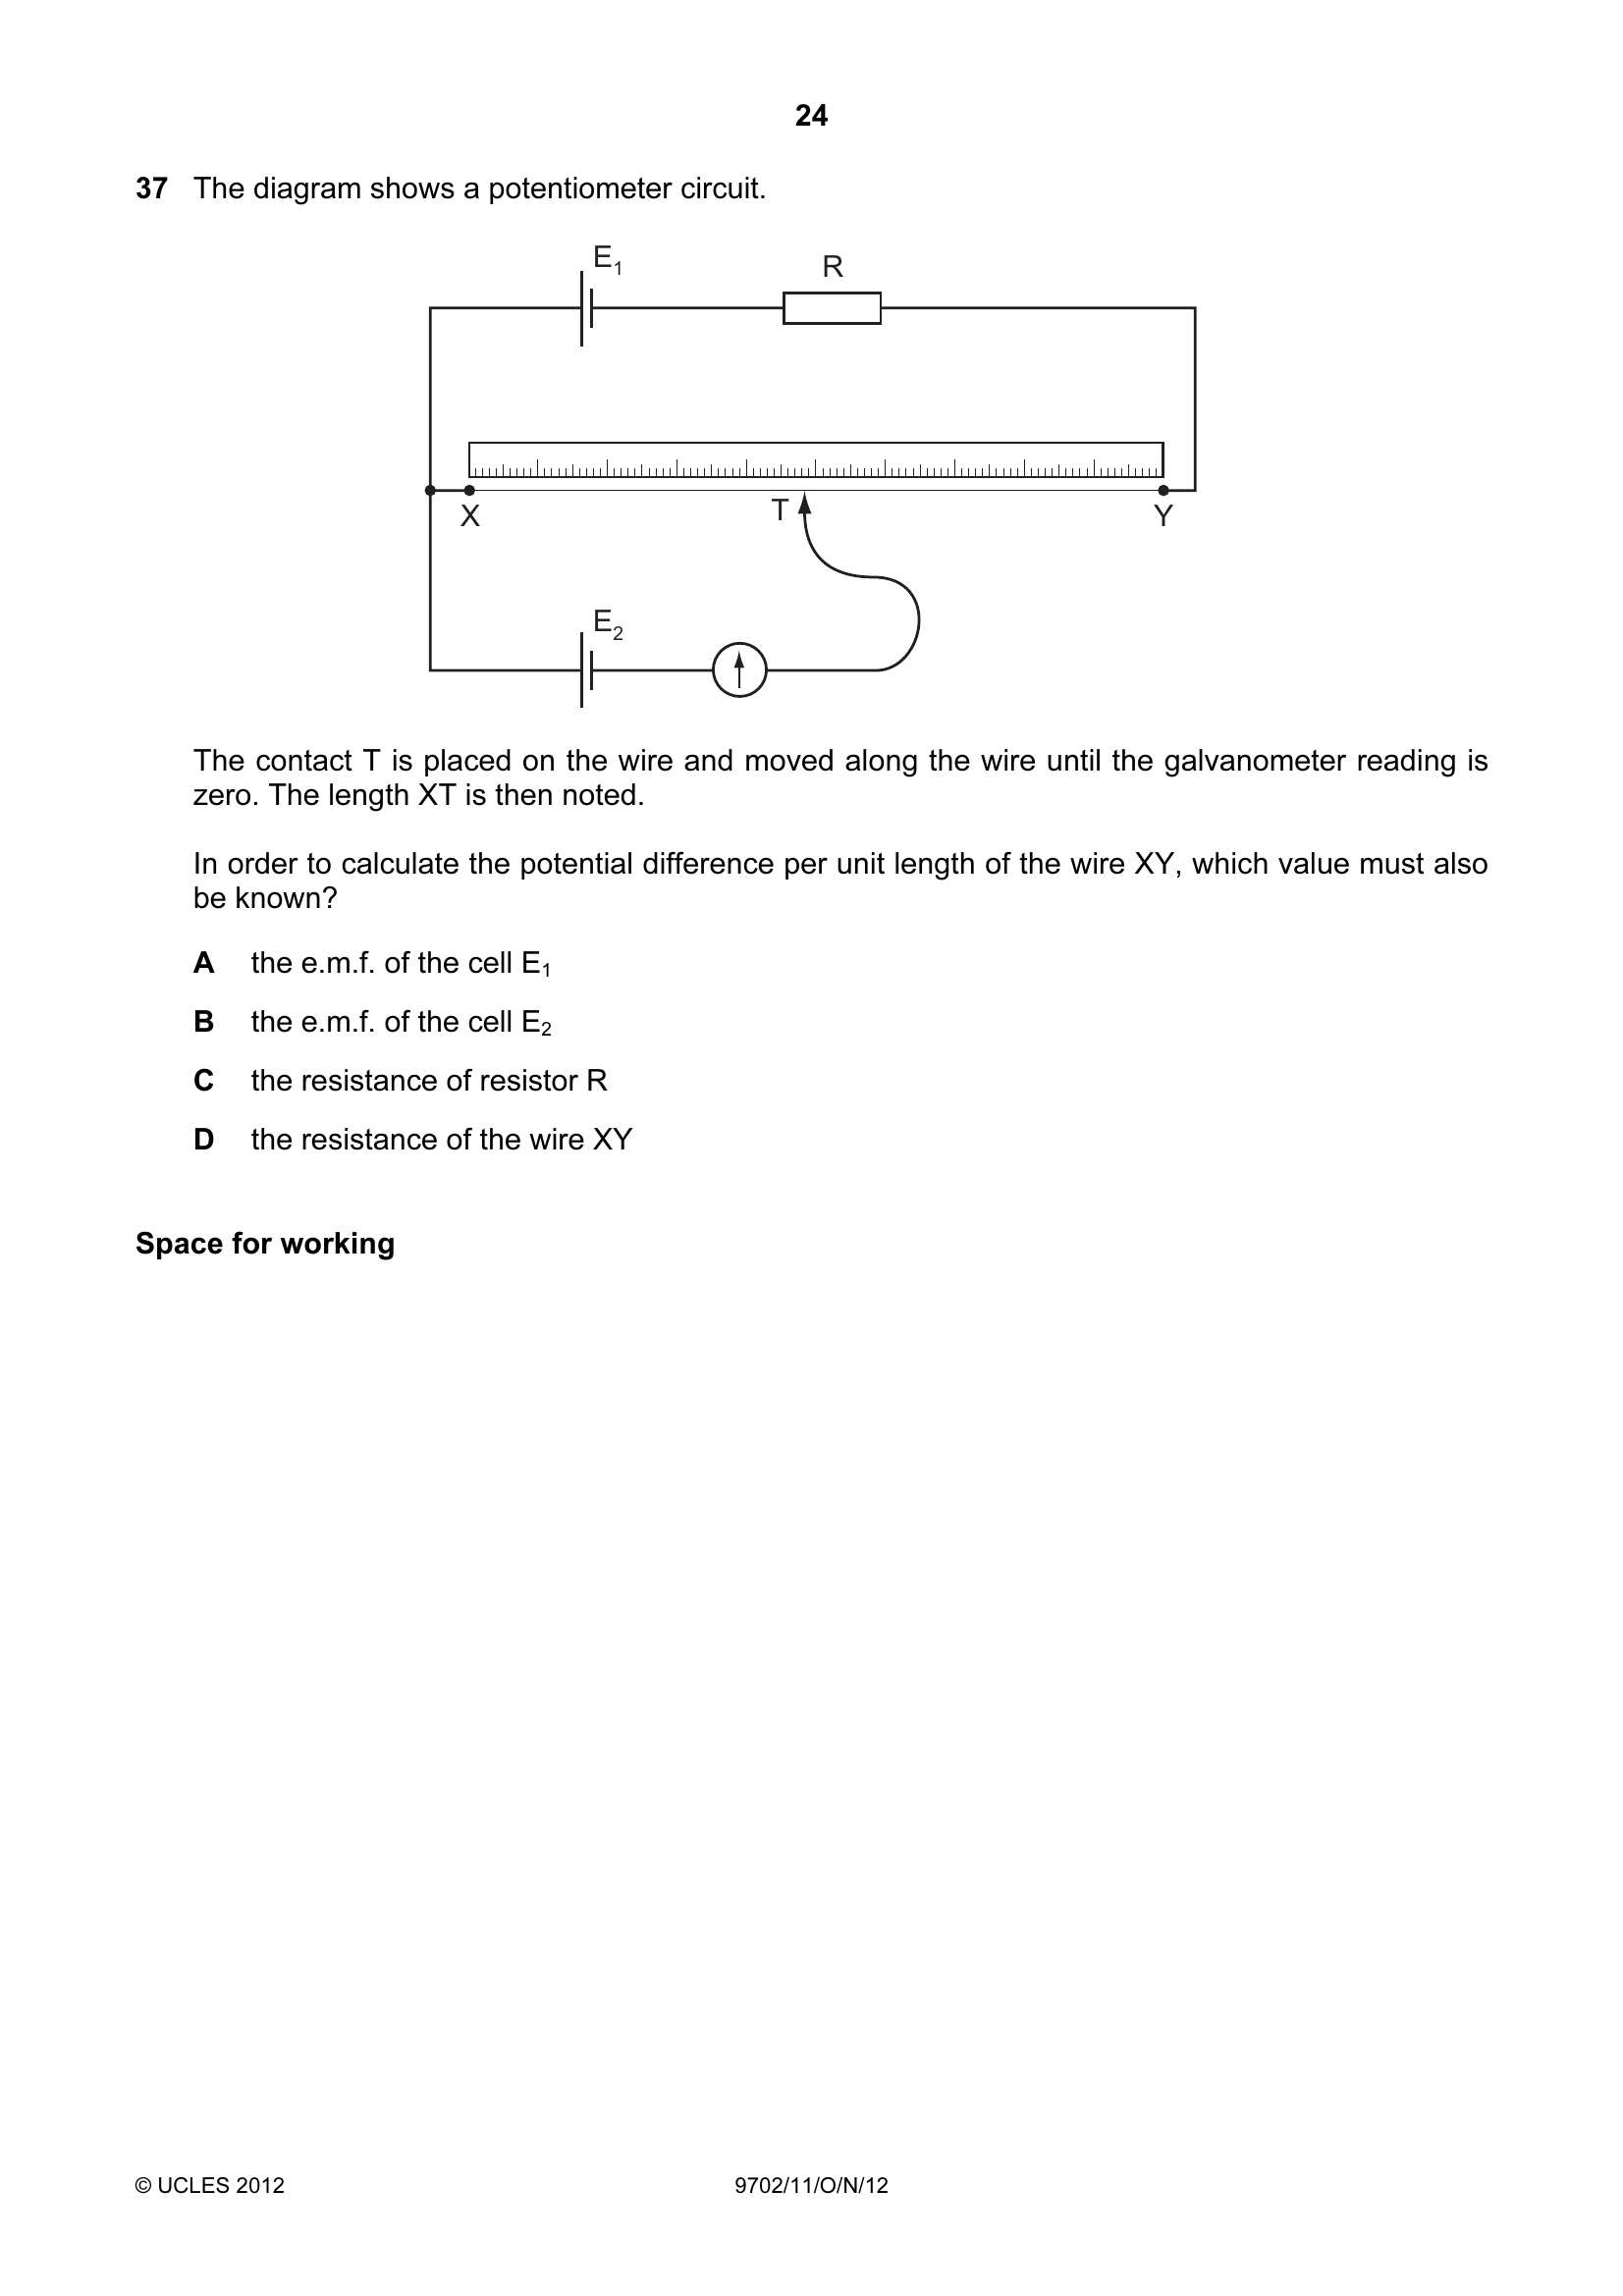 24
37 The diagram shows a potentiometer circuit.
E1
R
X
T
Y
E2
The contact T is placed on the wire and moved along the wire until the galvanometer reading is
zero. The length XT is then noted.
In order to calculate the potential difference per unit length of the wire XY, which value must also
be known?
A the e.m.f. of the cell E1
B the e.m.f. of the cell E2
C the resistance of resistor R
D the resistance of the wire XY
Space for working
© UCLES 2012 9702/11/O/N/12